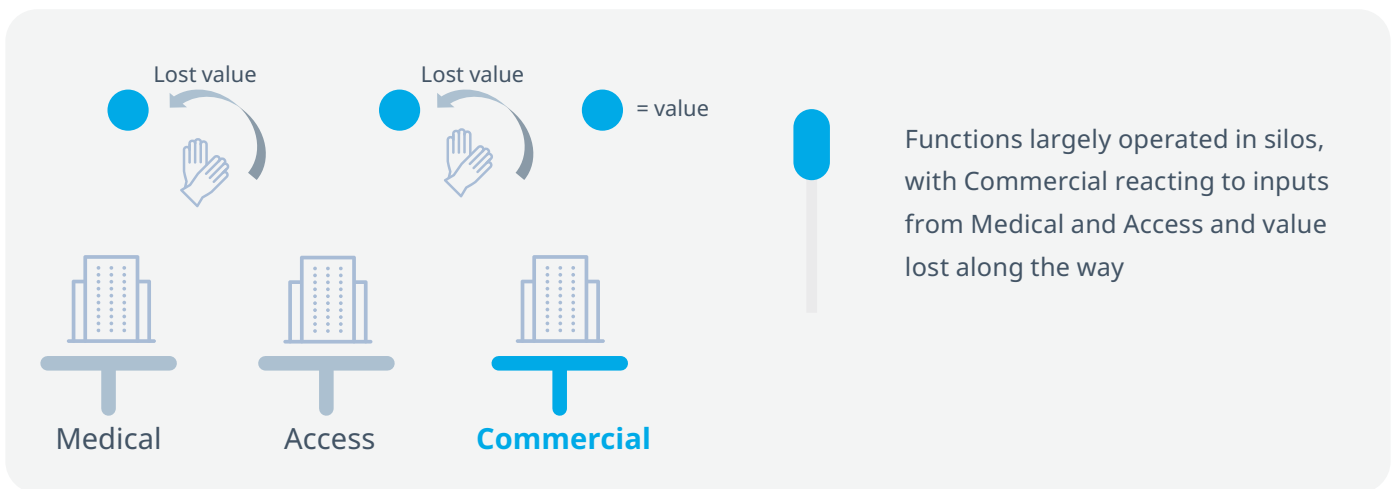 Lost value
Lost value
= value
Functions largely operated in silos,
with Commercial reacting to inputs
from Medical and Access and value
lost along the way
Medical
Access
Commercial